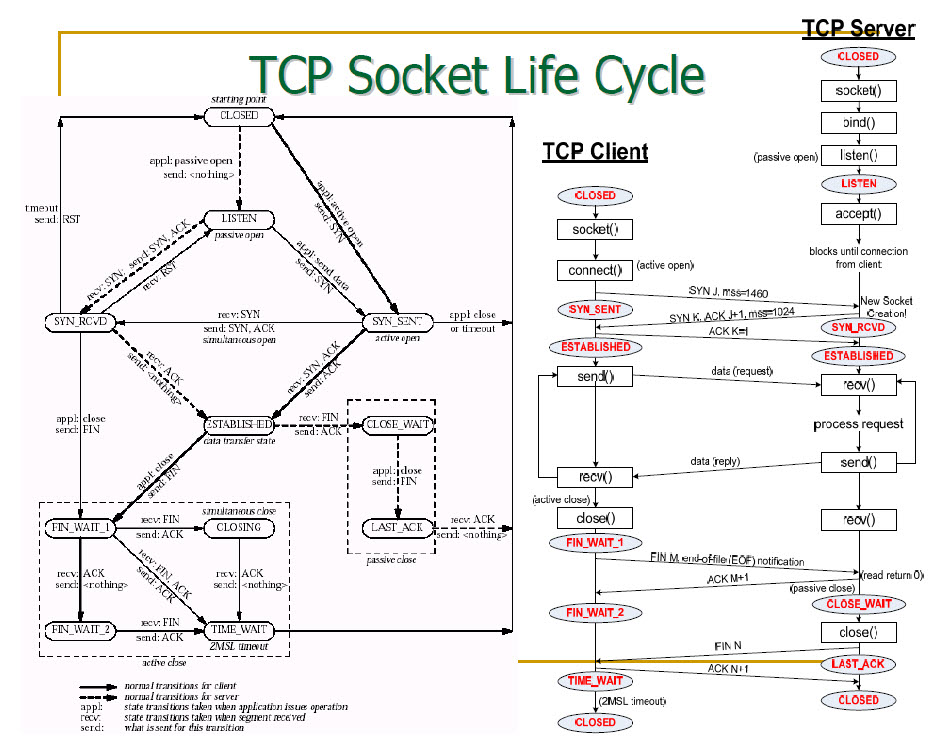 TCP Socket Life Cycle
starting point
CLOSED
appl: passive open
send: <nothing>
appl: active open
send: SYN
timeout
send: RST
LISTEN
passive open
recv: SYN; send: SYN, ACK
recv: RST
appl: send data
send: SYN
SYN_RCVD
recv: SYN
send: SYN, ACK
simultaneous open
SYN_SENT
active open
appl: close
or timeout
recv: ACK
send: <nothing>
recv: SYN, ACK
send: ACK
appl: close
send: FIN
ESTABLISHED
data transfer state
recv: FIN
send: ACK
CLOSE_WAIT
appl: close
send: FIN
appl: close
send: FIN
LAST_ACK
recv: ACK
send: <nothing>
passive close
simultaneous close
FIN_WAIT_1
recv: FIN
send: ACK
CLOSING
recv: ACK
send: <nothing>
recv: FIN, ACK
send: ACK
recv: ACK
send: <nothing>
FIN_WAIT_2
recv: FIN
send: ACK
TIME_WAIT
2MSL timeout
active close
normal transitions for client
normal transitions for server
appl: state transitions taken when application issues operation
recv: state transitions taken when segment received
send: what is sent for this transition
TCP Client
CLOSED
socket()
connect()
(active open)
SYN_SENT
ESTABLISHED
send()
recv()
(active close)
close()
FIN_WAIT_1
FIN_WAIT_2
TIME_WAIT
(2MSL timeout)
CLOSED
SYN J, mss=1460
SYN K, ACK J+1, mss=1024
ACK K=I
data (request)
data (reply)
FIN M, end-of-file (EOF) notification
ACK M+1
FIN N
ACK N+1
TCP Server
CLOSED
socket()
bind()
(passive open)
listen()
LISTEN
accept()
blocks until connection
from client
New Socket
Creation!
SYN_RCVD
ESTABLISHED
recv()
process request
send()
recv()
(read return 0)
(passive close)
CLOSE_WAIT
close()
LAST_ACK
CLOSED